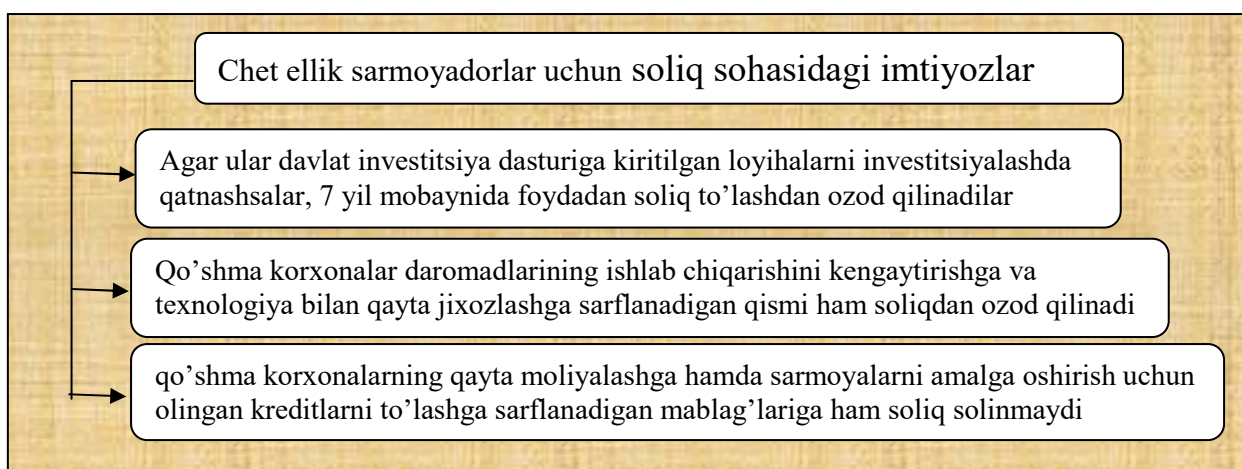 Chet ellik sarmoyadorlar uchun soliq sohasidagi imtiyozlar
Agar ular davlat investitsiya dasturiga kiritilgan loyihalarni investitsiyalashda
qatnashsalar, 7 yil mobaynida foydadan soliq to’lashdan ozod qilinadilar
Qo’shma korxonalar daromadlarining ishlab chiqarishini kengaytirishga va
texnologiya bilan qayta jixozlashga sarflanadigan qismi ham soliqdan ozod qilinadi
qo’shma korxonalarning qayta moliyalashga hamda sarmoyalarni amalga oshirish uchun
olingan kreditlarni to’lashga sarflanadigan mablag’lariga ham soliq solinmaydi